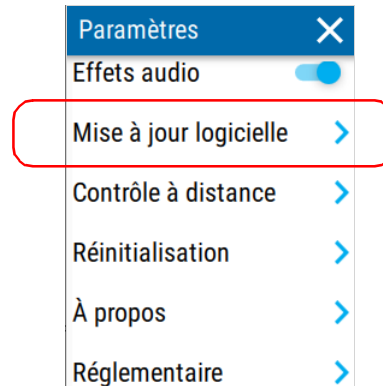 Paramètres
Effets audio
Mise à jour logicielle
Contrôle à distance
Réinitialisation
À propos
Réglementaire